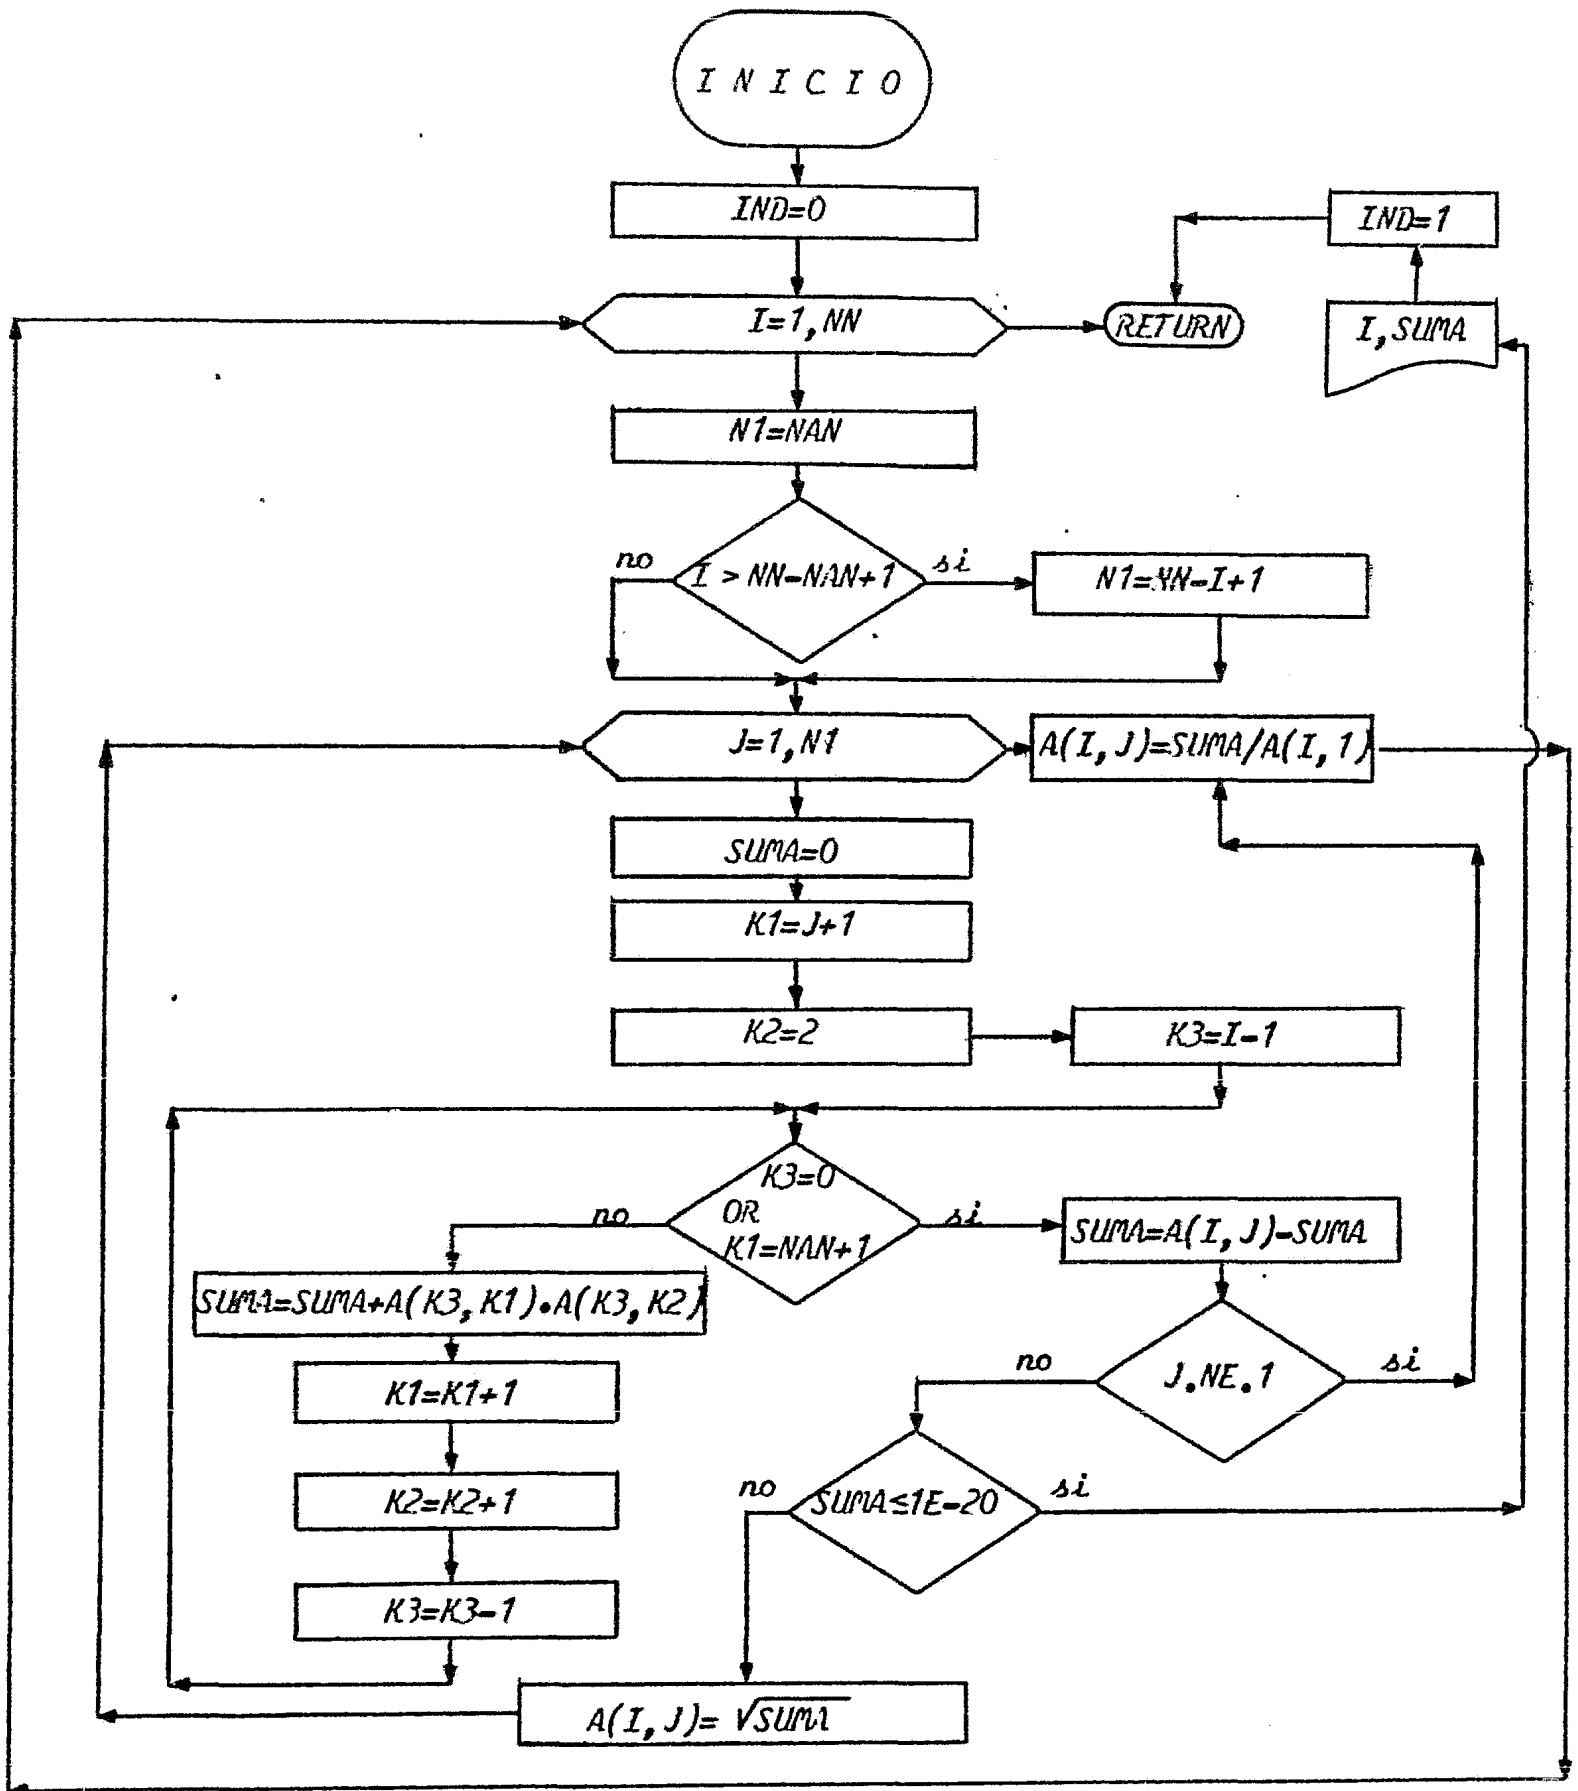 I N I C I O
IND=0
IND=1
I=1,NN
RETURN
I,SUMA
N1=NAN
no
I > NN-NAN+1
si
N1=NN-I+1
J=1,N1
A(I,J)=SUMA/A(I,1)
SUMA=0
K1=J+1
K2=2
K3=I-1
K3=0
OR
K1=NAN+1
no
si
SUMA=A(I,J)-SUMA
SUMA=SUMA+A(K3,K1).A(K3,K2)
no
J.NE.1
si
K1=K1+1
no
SUMA≤1E-20
si
K2=K2+1
K3=K3-1
A(I,J)= √SUMA